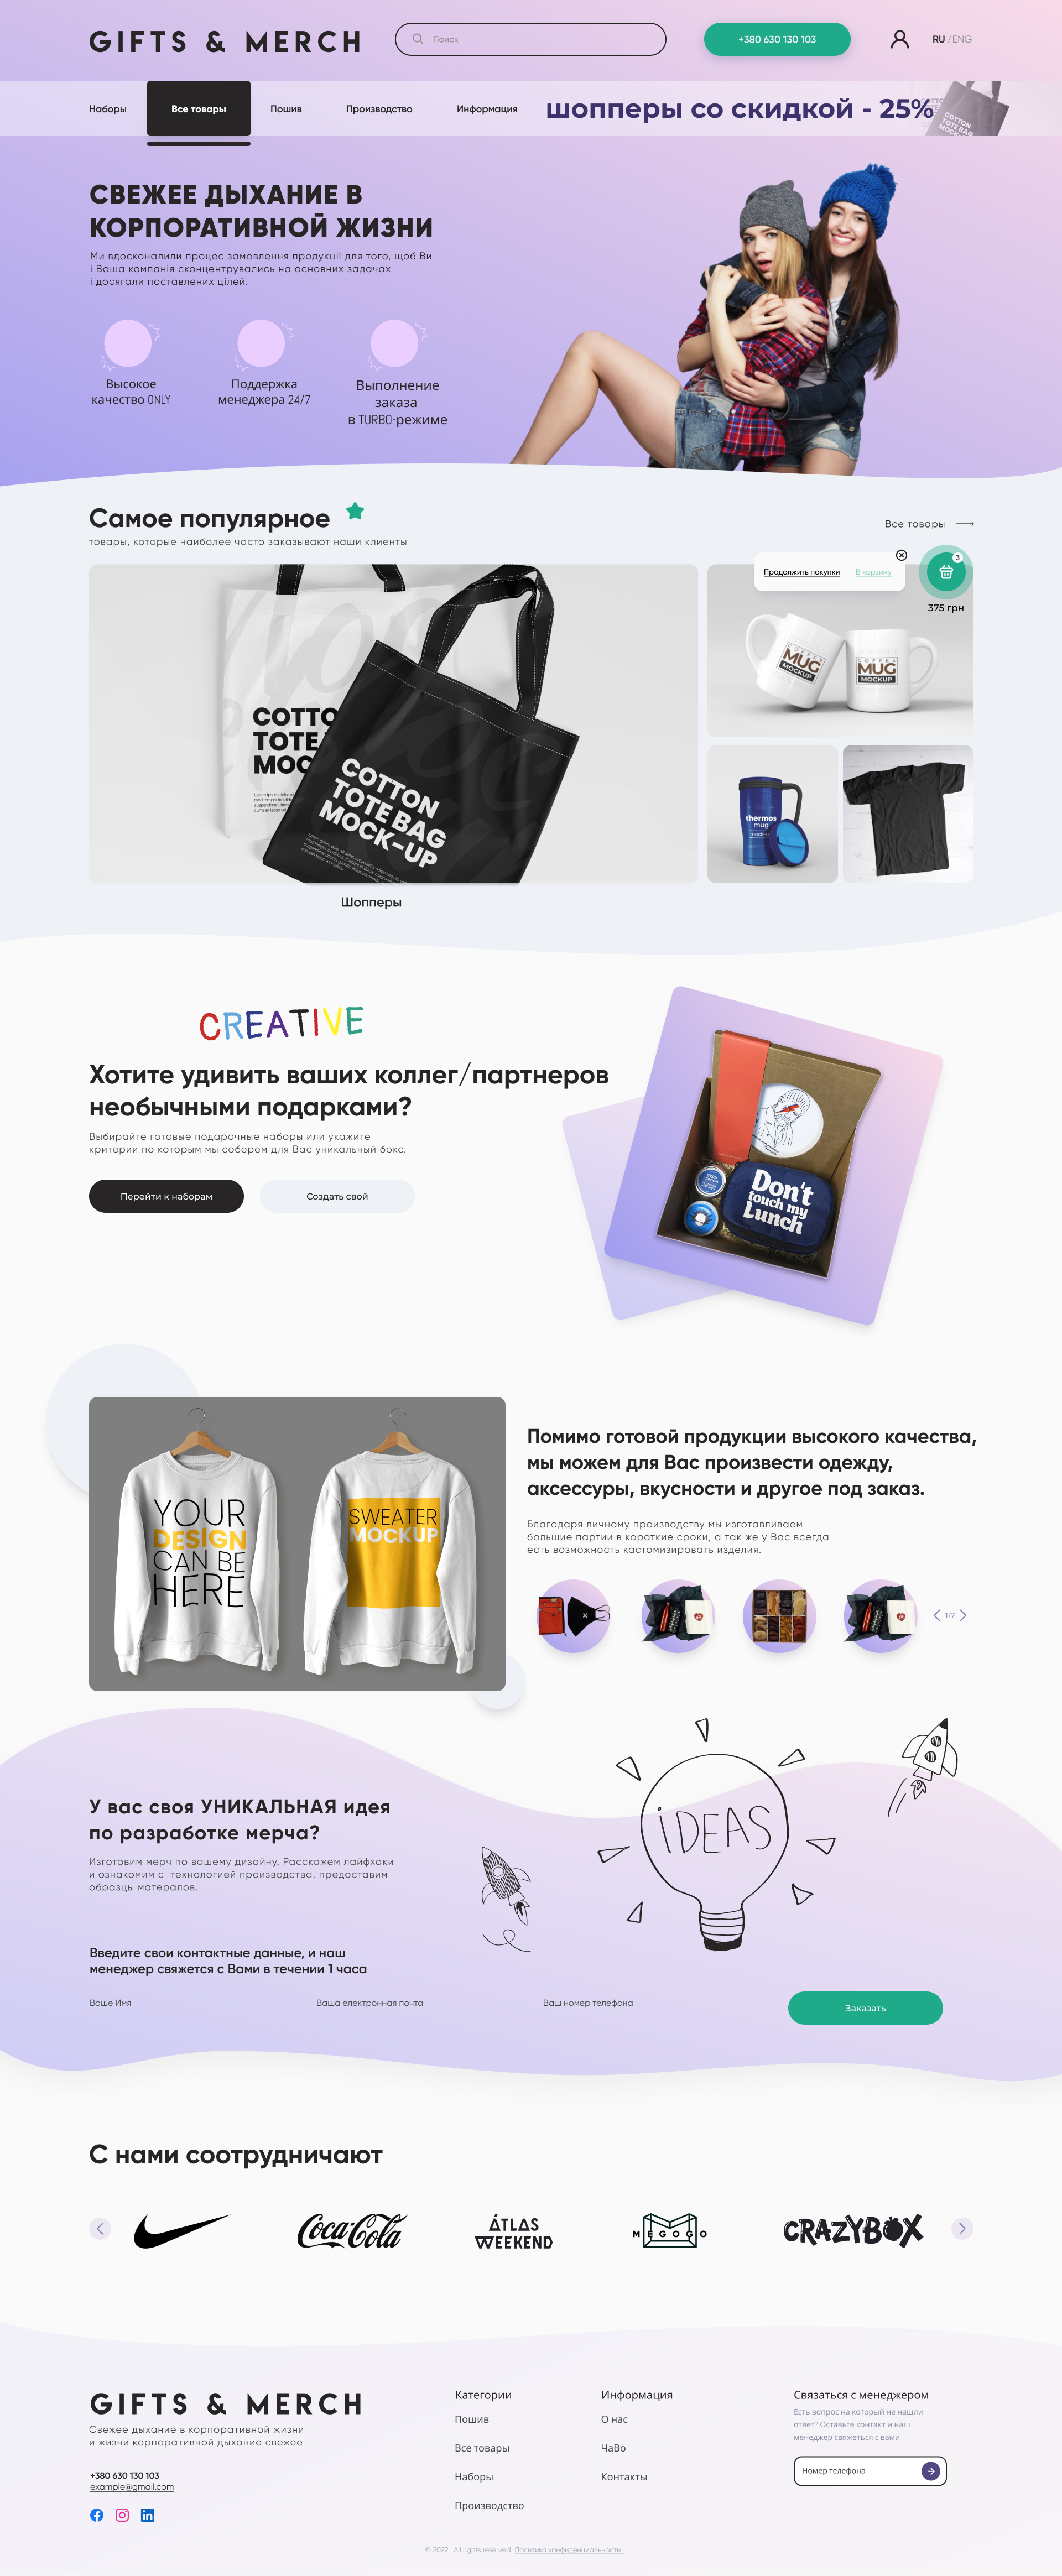 GIFTS & MERCH
Поиск
+380 630 130 103
RU /ENG
Наборы
Все товары
Пошив
Производство
Информация
шопперы со скидкой - 25%
COTTON
TOTE BAG
MOCK-UP
СВЕЖЕЕ ДЫХАНИЕ В
КОРПОРАТИВНОЙ ЖИЗНИ
Ми вдосконалили процес замовлення продукції для того, щоб Ви
і Ваша компанія сконцентрувались на основних задачах
і досягали поставлених цілей.
Высокое
качество ONLY
Поддержка
менеджера 24/7
Выполнение
заказа
в TURBO-режиме
Самое популярное
товары, которые наиболее часто заказывают наши клиенты
Все товары
Продолжить покупки
В корзину
3
375 грн
COTTO
TOTE
MOC
COTTON
TOTE BAG
MOCK-UP
COFFEE
MUG
MOCKUP
COFFEE
MUG
MOCKUP
thermos
mug
Шопперы
CREATIVE
Хотите удивить ваших коллег/партнеров
необычными подарками?
Выбирайте готовые подарочные наборы или укажите
критерии по которым мы соберем для Вас уникальный бокс.
Перейти к наборам
Создать свой
Don't
touch my
Lunch
YOUR
DESIGN
CAN BE
HERE
SWEATER
MOCKUP
Помимо готовой продукции высокого качества,
мы можем для Вас произвести одежду,
аксессуры, вкусности и другое под заказ.
Благодаря личному производству мы изготавливаем
большие партии в короткие сроки, а так же у Вас всегда
есть возможность кастомизировать изделия.
1/7
У вас своя УНИКАЛЬНАЯ идея
по разработке мерча?
Изготовим мерч по вашему дизайну. Расскажем лайфхаки
и ознакомим с технологией производства, предоставим
образцы матералов.
iDEAS
Введите свои контактные данные, и наш
менеджер свяжется с Вами в течении 1 часа
Ваше Имя
Ваша електронная почта
Ваш номер телефона
Заказать
С нами соотрудничают
Coca-Cola
ÁTLAS
WEEKEND
MEGOGO
CRAZYBOX
GIFTS & MERCH
Свежее дыхание в корпоративной жизни
и жизни корпоративной дыхание свежее
+380 630 130 103
example@gmail.com
Категории
Пошив
Все товары
Наборы
Производство
Информация
О нас
ЧаВо
Контакты
Связаться с менеджером
Есть вопрос на который не нашли
ответ? Оставьте контакт и наш
менеджер свяжеться с вами
Номер телефона
© 2022 . All rights reserved. Политика конфиденциальности